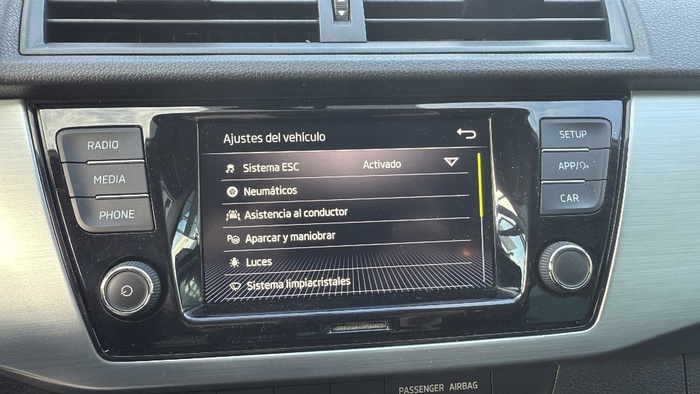 RADIO
MEDIA
PHONE
Ajustes del vehículo
Sistema ESC Activado
Neumáticos
Asistencia al conductor
Aparcar y maniobrar
Luces
Sistema limpiacristales
SETUP
APP/
CAR
PASSENGER AIRBAG